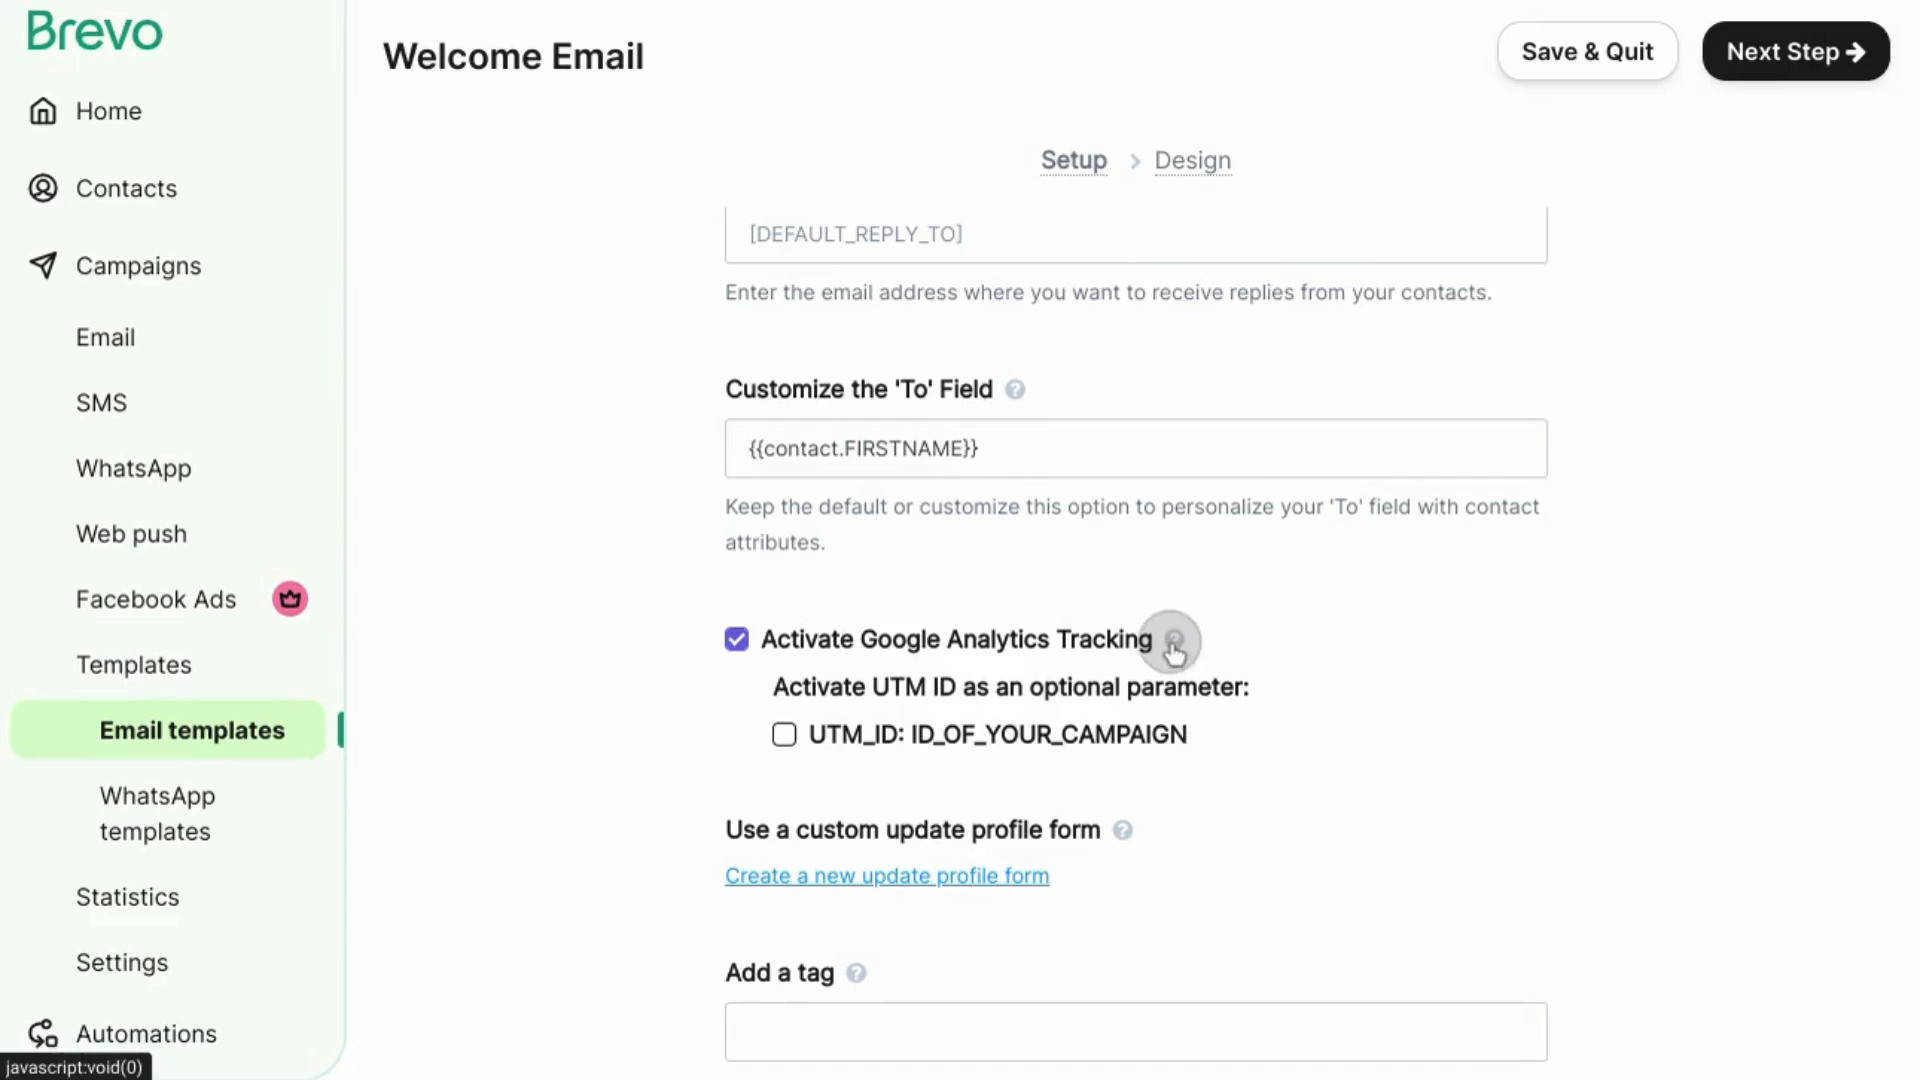 Brevo
Home
Contacts
Campaigns
Email
SMS
WhatsApp
Web push
Facebook Ads
Templates
Email templates
WhatsApp
templates
Statistics
Settings
Automations
javascript:void(0)
Welcome Email
Save & Quit
Next Step
Setup
Design
[DEFAULT_REPLY_TO]
Enter the email address where you want to receive replies from your contacts.
Customize the 'To' Field ?
{{contact.FIRSTNAME}}
Keep the default or customize this option to personalize your 'To' field with contact
attributes.
Activate Google Analytics Tracking ?
Activate UTM ID as an optional parameter:
UTM_ID: ID_OF_YOUR_CAMPAIGN
Use a custom update profile form ?
Create a new update profile form
Add a tag ?